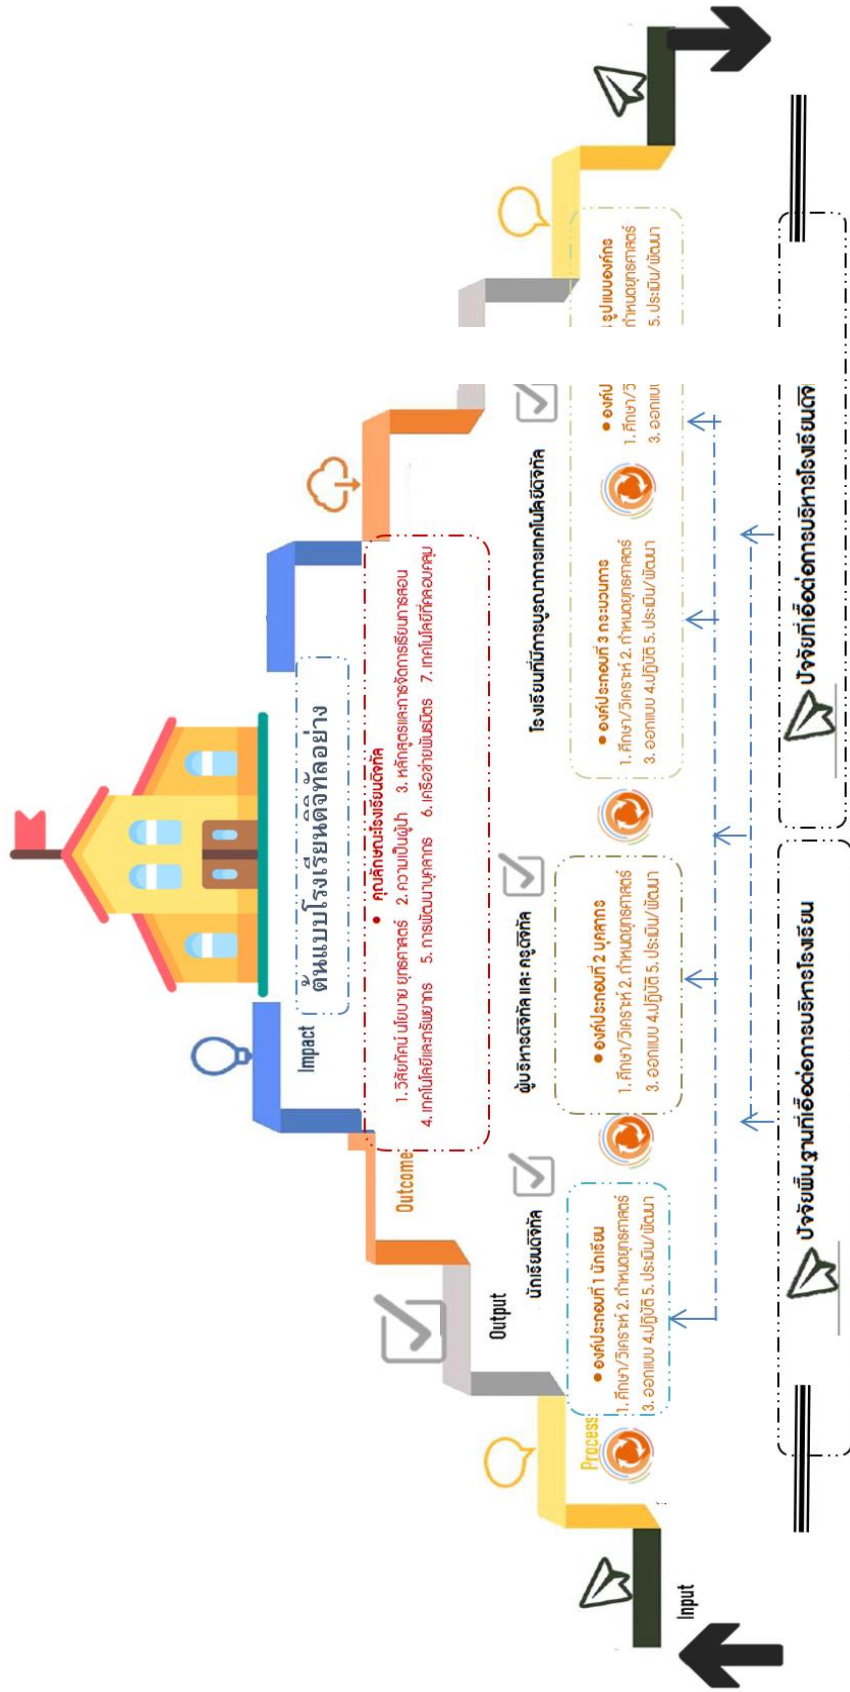 ต้นแบบโรงเรียนดิจิทัลอย่าง
Impact
• คุณลักษณะโรงเรียนดิจิทัล
1. วิสัยทัศน์ นโยบาย ยุทธศาสตร์ 2. ความเป็นผู้นำ 3. หลักสูตรและการจัดการเรียนการสอน
4. เทคโนโลยีและทรัพยากร 5. การพัฒนาบุคลากร 6. เครือข่ายพันธมิตร 7. เทคโนโลยีที่ครอบคลุม
Outcome
Output
นักเรียนดิจิทัล
ผู้บริหารดิจิทัล และ ครูดิจิทัล
โรงเรียนที่มีการบูรณาการเทคโนโลยีดิจิทัล
Process
• องค์ประกอบที่ 1 นักเรียน
1. ศึกษา/วิเคราะห์ 2. กำหนดยุทธศาสตร์
3. ออกแบบ 4.ปฏิบัติ 5. ประเมิน/พัฒนา
• องค์ประกอบที่ 2 บุคลากร
1. ศึกษา/วิเคราะห์ 2. กำหนดยุทธศาสตร์
3. ออกแบบ 4.ปฏิบัติ 5. ประเมิน/พัฒนา
• องค์ประกอบที่ 3 กระบวนการ
1. ศึกษา/วิเคราะห์ 2. กำหนดยุทธศาสตร์
3. ออกแบบ 4.ปฏิบัติ 5. ประเมิน/พัฒนา
• องค์ป รูปแบบองค์กร
1. ศึกษา/วิ กำหนดยุทธศาสตร์
3. ออกแบบ 5. ประเมิน/พัฒนา
Input
ปัจจัยพื้นฐานที่เอื้อต่อการบริหารโรงเรียน
ปัจจัยที่เอื้อต่อการบริหารโรงเรียนดิจิ